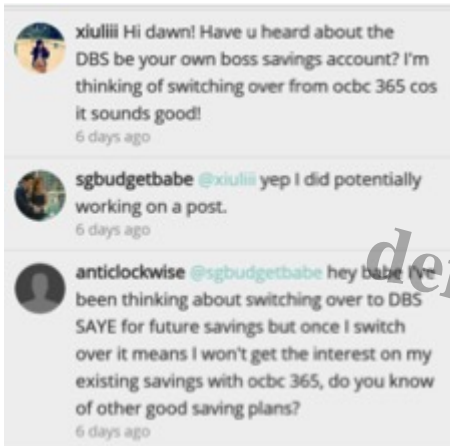 xiuliii Hi dawn! Have u heard about the
DBS be your own boss savings account? I'm
thinking of switching over from ocbc 365 cos
it sounds good!
6 days ago
sgbudgetbabe @xiuliii yep I did potentially
working on a post.
6 days ago
anticlockwise @sgbudgetbabe hey babe I've
been thinking about switching over to DBS
SAYE for future savings but once I switch
over it means I won't get the interest on my
existing savings with ocbc 365, do you know
of other good saving plans?
6 days ago